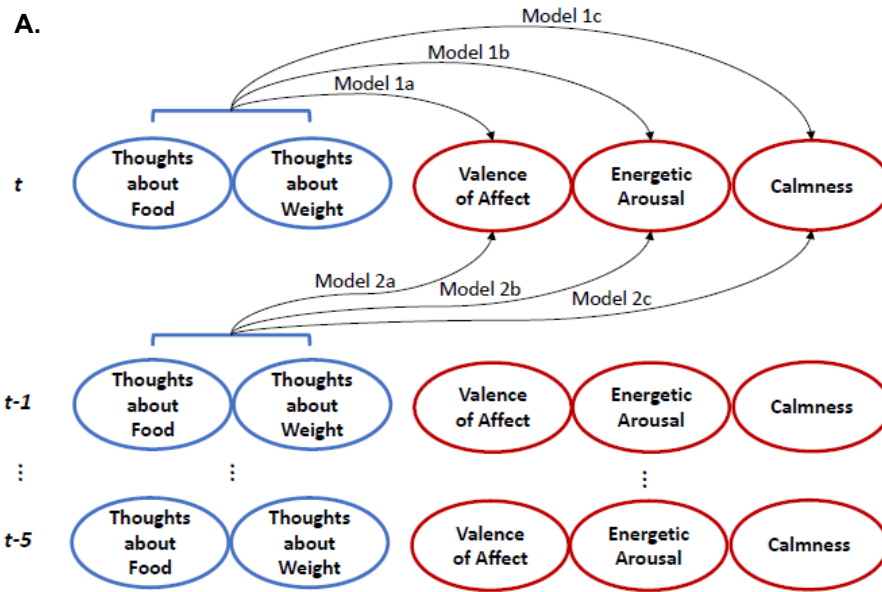 A.
Model 1c
Model 1b
Model 1a
t
Thoughts
about
Food
Thoughts
about
Weight
Valence
of Affect
Energetic
Arousal
Calmness
Model 2a
Model 2b
Model 2c
t-1
Thoughts
about
Food
Thoughts
about
Weight
Valence
of Affect
Energetic
Arousal
Calmness
⋮
⋮
⋮
t-5
Thoughts
about
Food
Thoughts
about
Weight
Valence
of Affect
Energetic
Arousal
Calmness